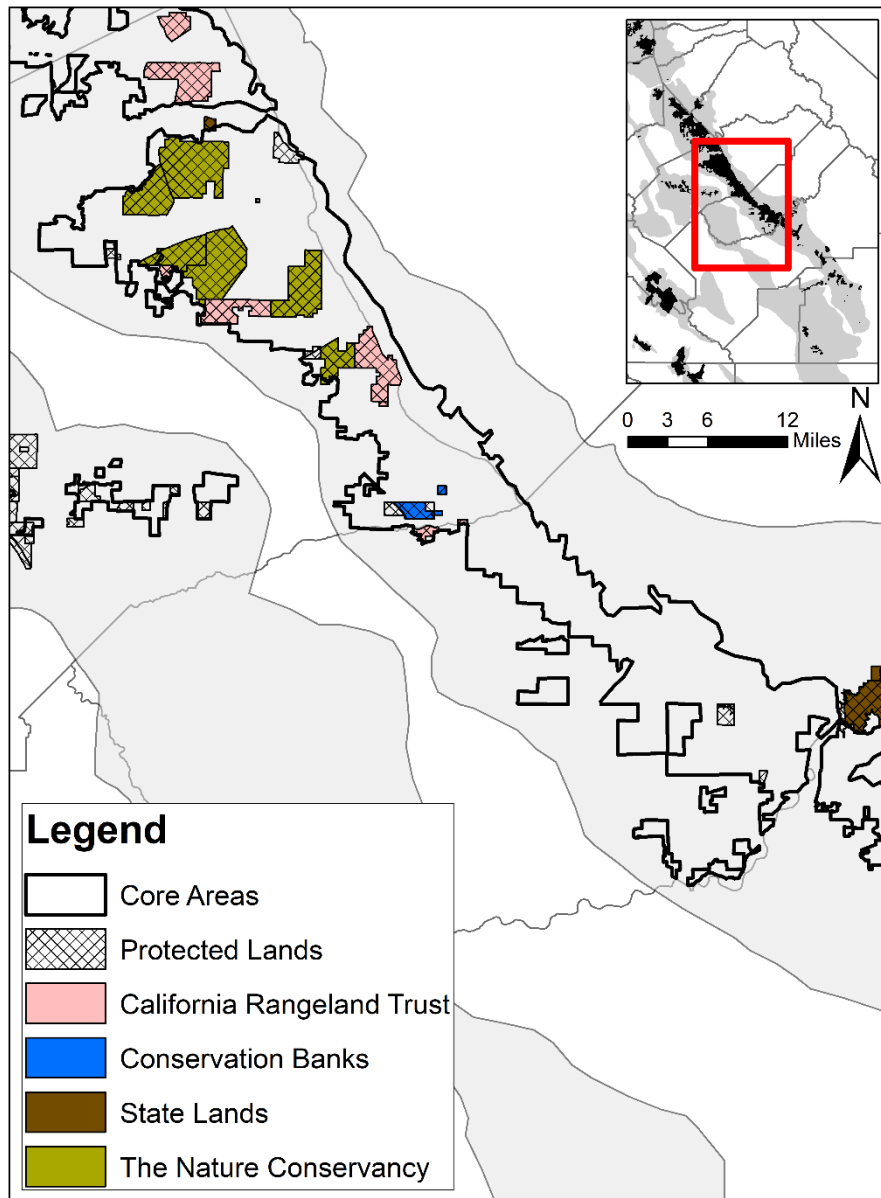 N
0 3 6 12
Miles
Legend
Core Areas
Protected Lands
California Rangeland Trust
Conservation Banks
State Lands
The Nature Conservancy